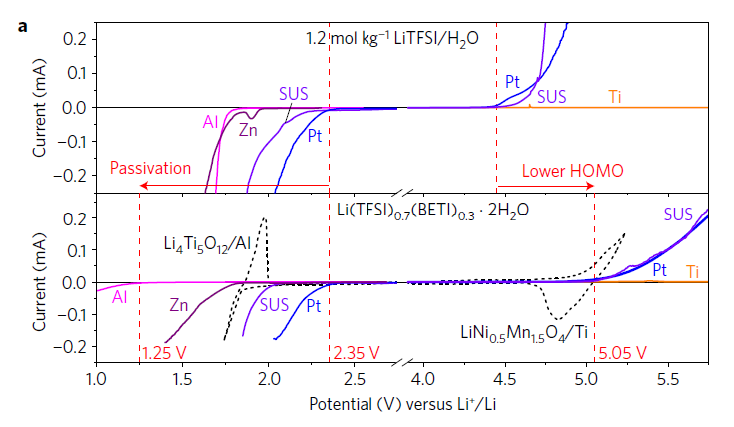 a
1.2 mol kg⁻¹ LiTFSI/H₂O
0.2
0.1
0.0
−0.1
−0.2
Current (mA)
Al
Zn
SUS
Pt
Pt
SUS
Ti
Passivation
Lower HOMO
Li(TFSI)₀.₇(BETI)₀.₃ · 2H₂O
0.2
0.1
0.0
−0.1
−0.2
Current (mA)
Li₄Ti₅O₁₂/Al
SUS
Al
Zn
SUS
Pt
Pt
Ti
LiNi₀.₅Mn₁.₅O₄/Ti
1.25 V
2.35 V
5.05 V
1.0
1.5
2.0
2.5
4.0
4.5
5.0
5.5
Potential (V) versus Li⁺/Li